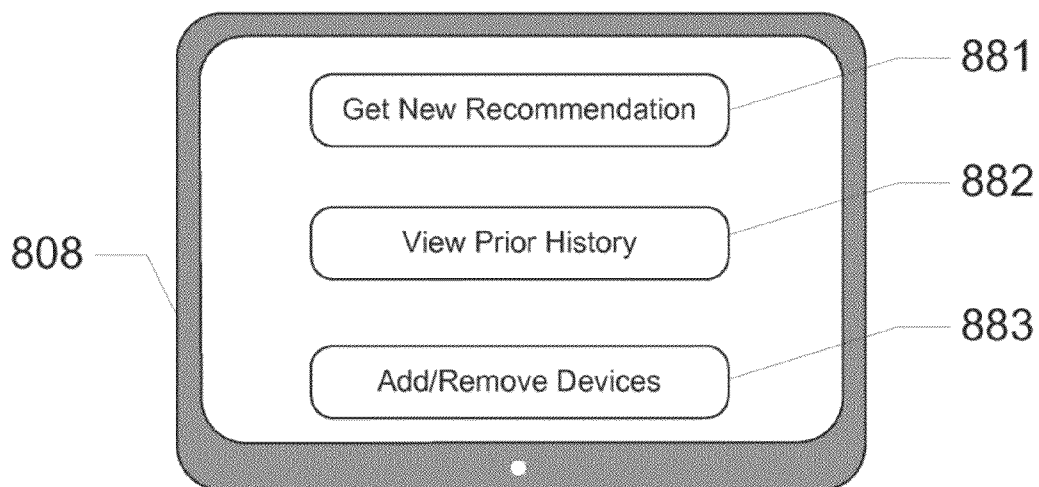 881
Get New Recommendation
882
View Prior History
808
883
Add/Remove Devices